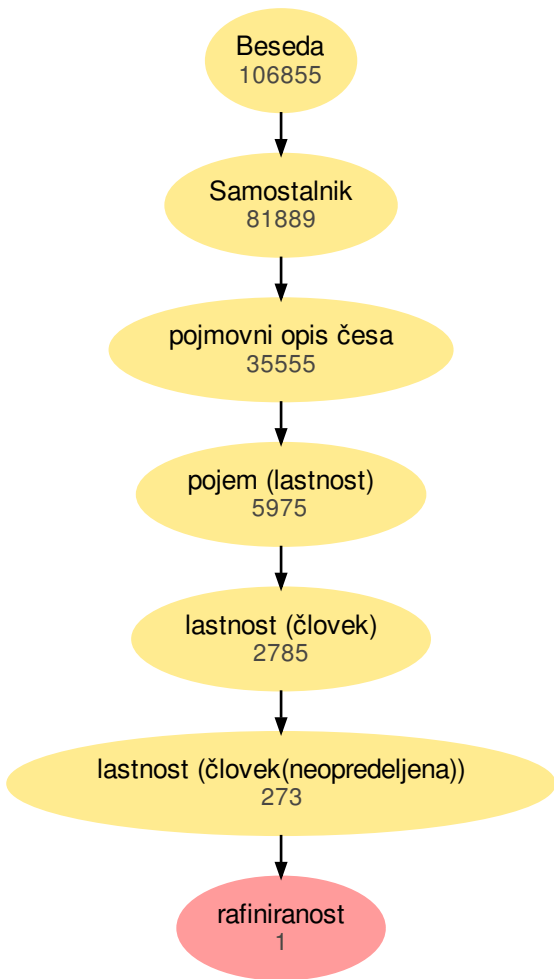 Beseda
106855
Samostalnik
81889
pojmovni opis česa
35555
pojem (lastnost)
5975
lastnost (človek)
2785
lastnost (človek(neopredeljena))
273
rafiniranost
1